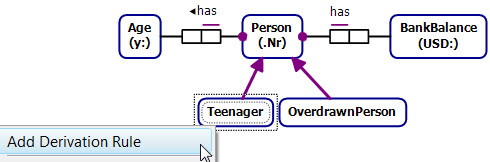 ◄has
has
Age
(y:)
Person
(.Nr)
BankBalance
(USD:)
Teenager
OverdrawnPerson
Add Derivation Rule